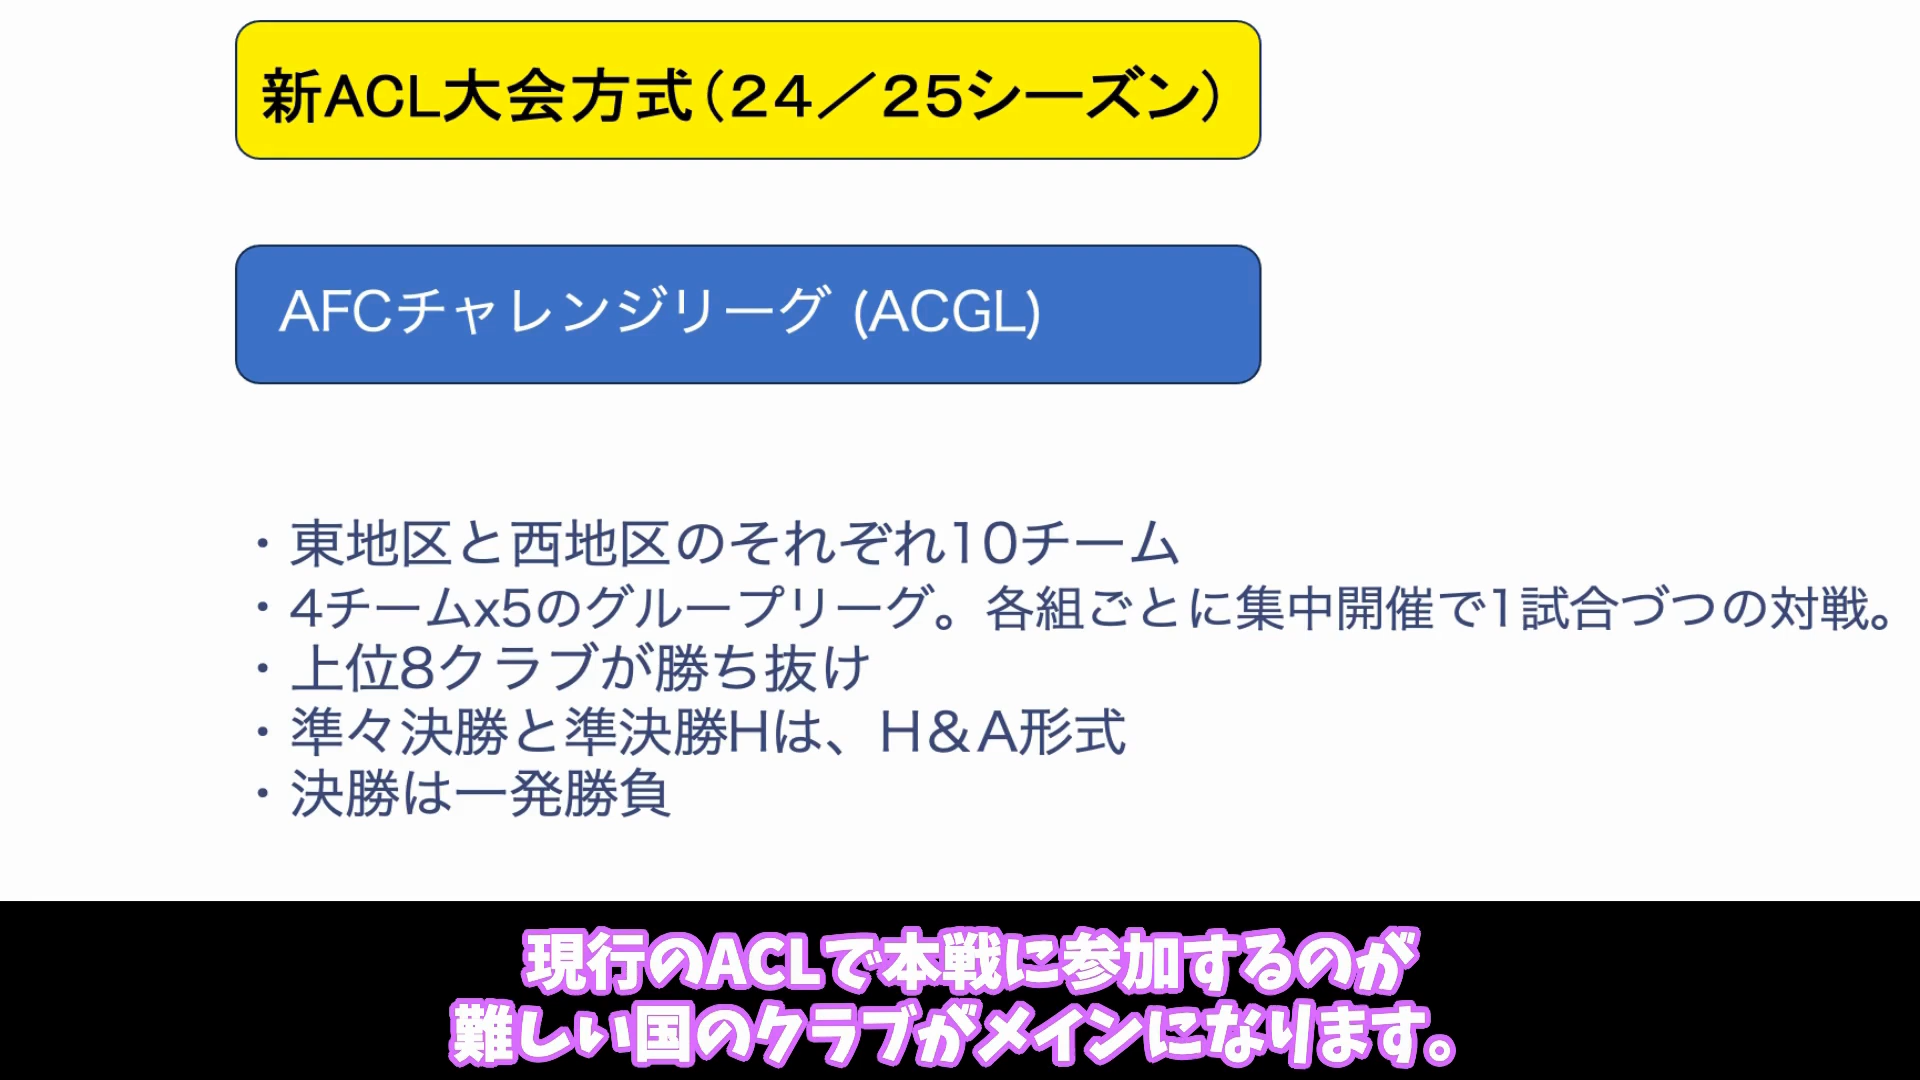 新ACL大会方式（２４／２５シーズン）
AFCチャレンジリーグ (ACGL)
・東地区と西地区のそれぞれ10チーム
・4チームx5のグループリーグ。各組ごとに集中開催で1試合づつの対戦。
・上位8クラブが勝ち抜け
・準々決勝と準決勝Hは、Ｈ＆Ａ形式
・決勝は一発勝負
現行のACLで本戦に参加するのが
難しい国のクラブがメインになります。